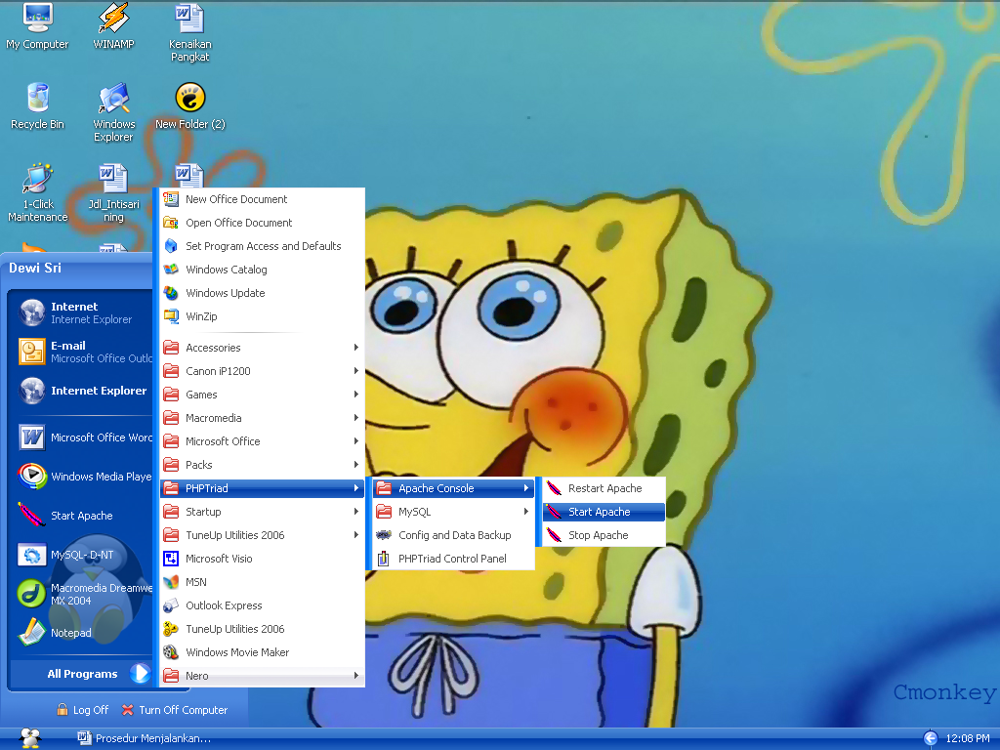 My Computer
WINAMP
Kenaikan
Pangkat
Recycle Bin
Windows
Explorer
New Folder (2)
1-Click
Maintenance
Jdl_Intisari
ning
Dewi Sri
Internet
Internet Explorer
E-mail
Microsoft Office Outlo
Internet Explorer
Microsoft Office Word
Windows Media Playe
Start Apache
MySQL-.D-NT
Macromedia Dreamwe
MX 2004
Notepad
All Programs
Log Off
Turn Off Computer
New Office Document
Open Office Document
Set Program Access and Defaults
Windows Catalog
Windows Update
WinZip
Accessories
Canon iP1200
Games
Macromedia
Microsoft Office
Packs
PHPTriad
Startup
TuneUp Utilities 2006
Microsoft Visio
MSN
Outlook Express
TuneUp Utilities 2006
Windows Movie Maker
Nero
Apache Console
MySQL
Config and Data Backup
PHPTriad Control Panel
Restart Apache
Start Apache
Stop Apache
Cmonkey
Prosedur Menjalankan...
12:08 PM